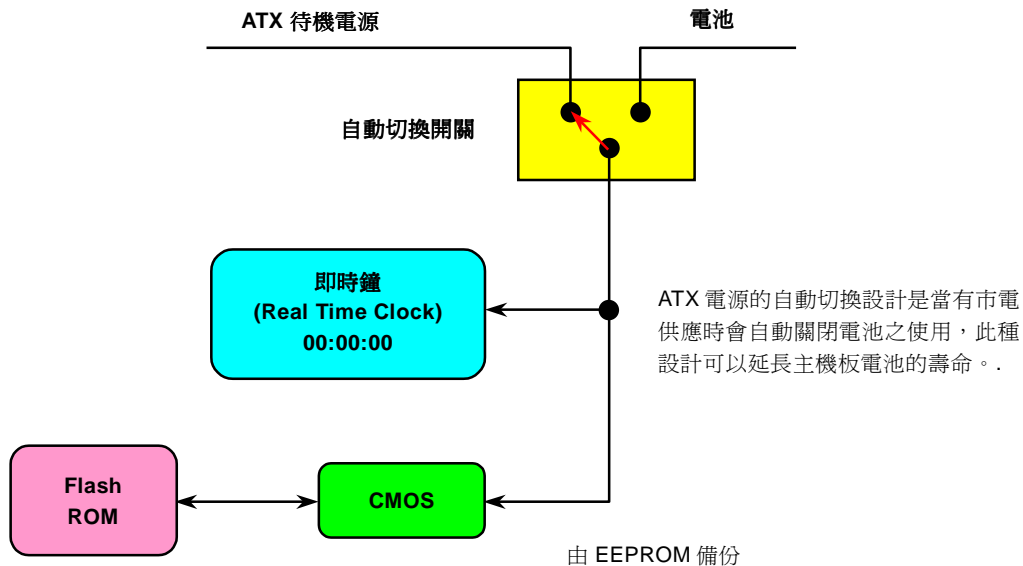 ATX 待機電源
電池
自動切換開關
即時鐘
(Real Time Clock)
00:00:00
ATX 電源的自動切換設計是當有市電
供應時會自動關閉電池之使用，此種
設計可以延長主機板電池的壽命。.
Flash
ROM
CMOS
由 EEPROM 備份